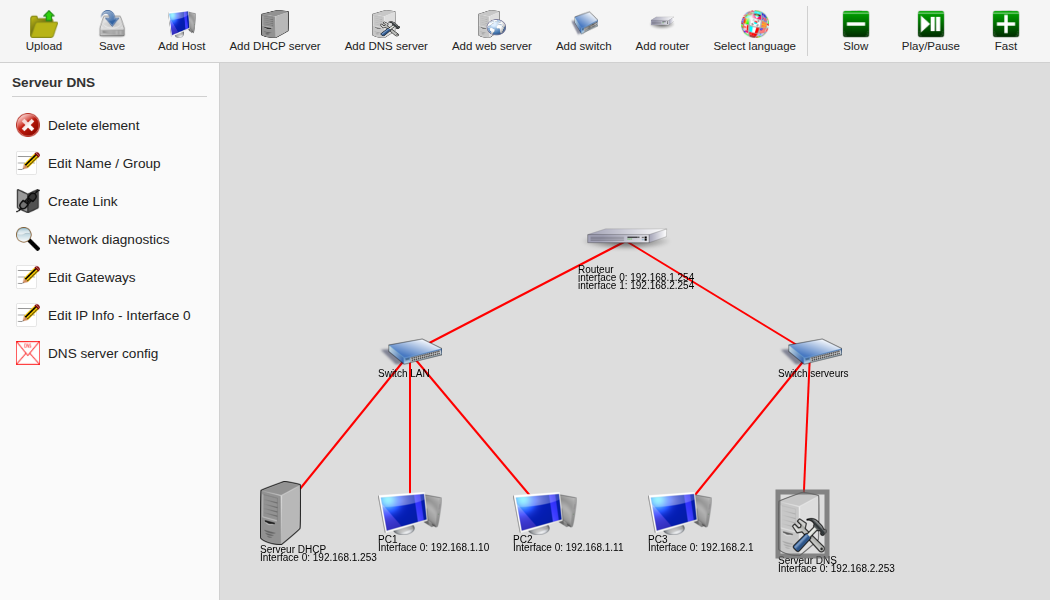 Upload
Save
Add Host
Add DHCP server
Add DNS server
Add web server
Add switch
Add router
Select language
Slow
Play/Pause
Fast
Serveur DNS
Delete element
Edit Name / Group
Create Link
Network diagnostics
Edit Gateways
Edit IP Info - Interface 0
DNS server config
Routeur
interface 0: 192.168.1.254
interface 1: 192.168.2.254
Switch LAN
Switch serveurs
Serveur DHCP
Interface 0: 192.168.1.253
PC1
Interface 0: 192.168.1.10
PC2
Interface 0: 192.168.1.11
PC3
Interface 0: 192.168.2.1
Serveur DNS
Interface 0: 192.168.2.253